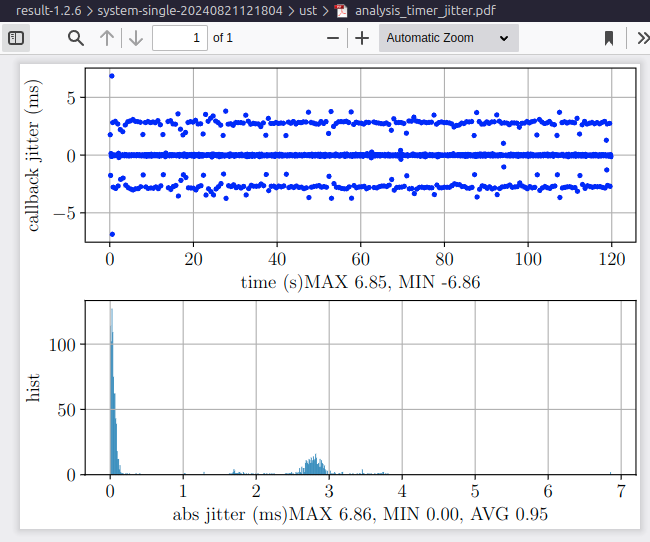 result-1.2.6 > system-single-20240821121804 > ust > analysis_timer_jitter.pdf
1 of 1 Automatic Zoom
callback jitter (ms)
5
0
−5
0 20 40 60 80 100 120
time (s)MAX 6.85, MIN -6.86
hist
100
50
0
0 1 2 3 4 5 6 7
abs jitter (ms)MAX 6.86, MIN 0.00, AVG 0.95